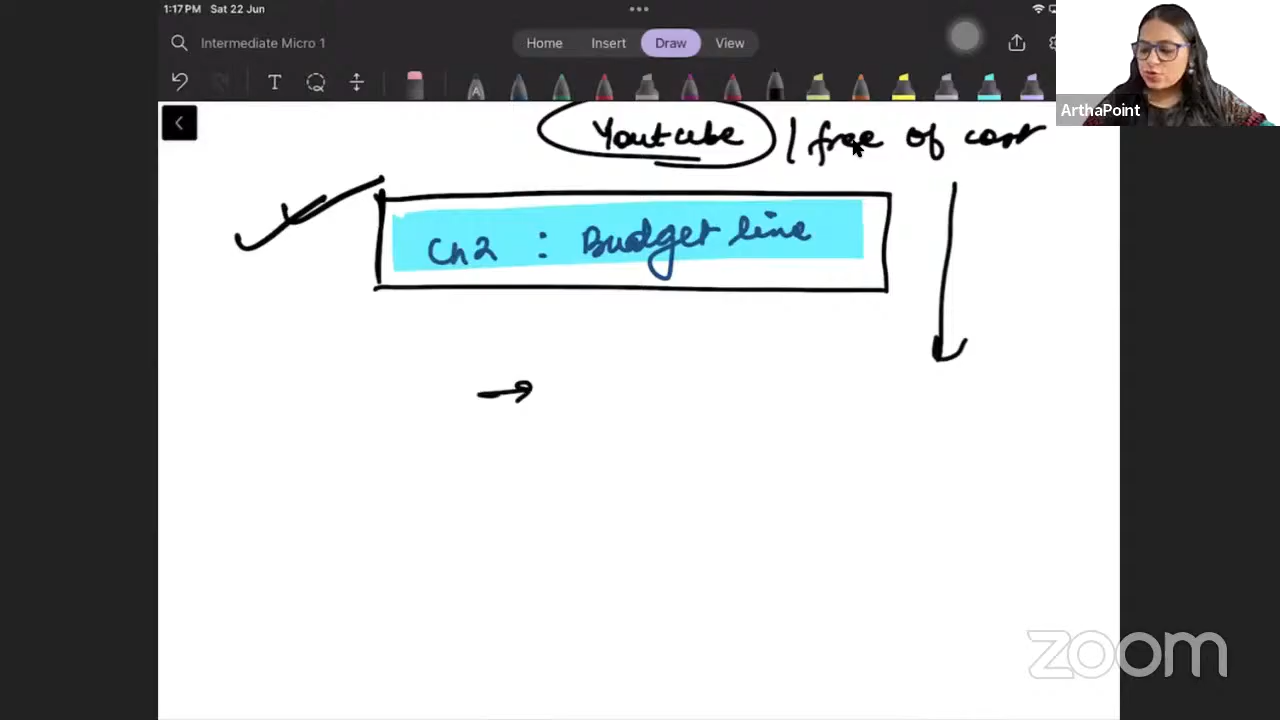 1:17 PM Sat 22 Jun
Intermediate Micro 1
Home Insert Draw View
T
A
ArthaPoint
Youtube / free of cost
Ch2 : Budget line
zoom